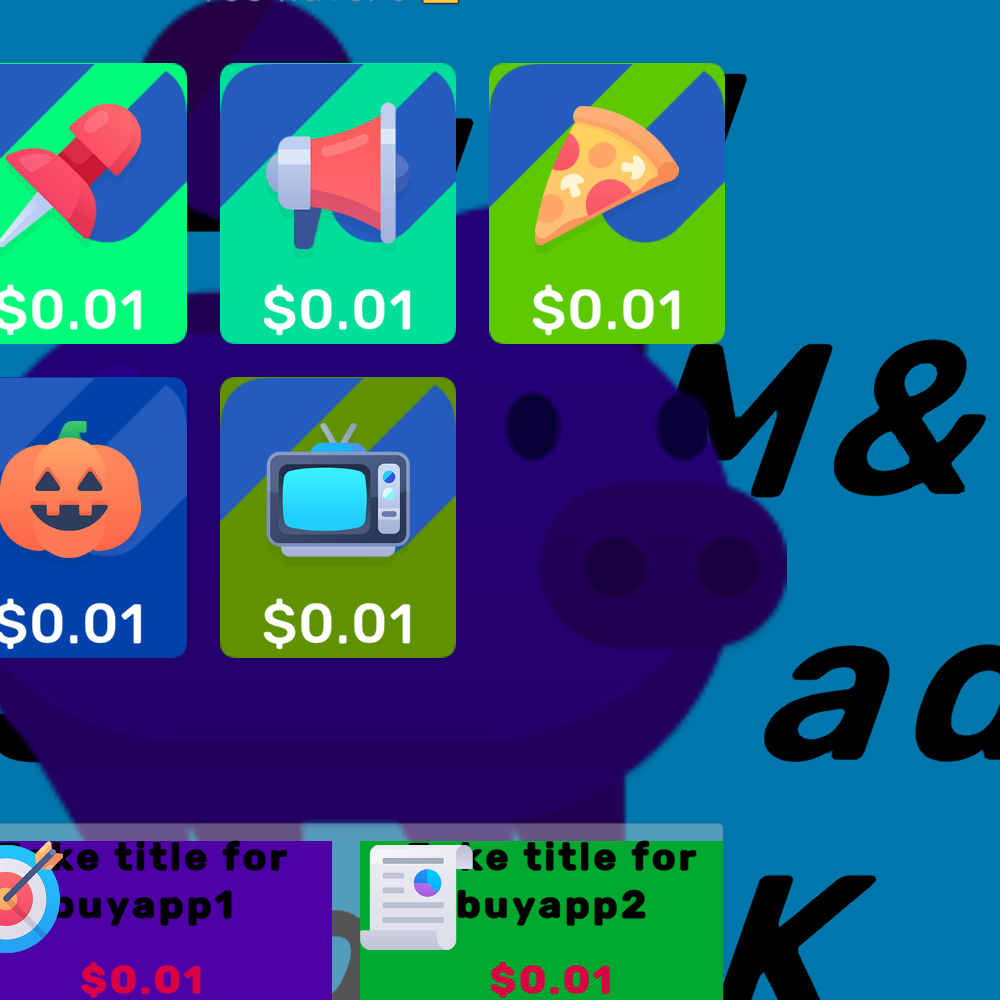 $0.01 $0.01 $0.01
M&
$0.01 $0.01
ad
title for title for
buyapp1 buyapp2
K
$0.01 $0.01